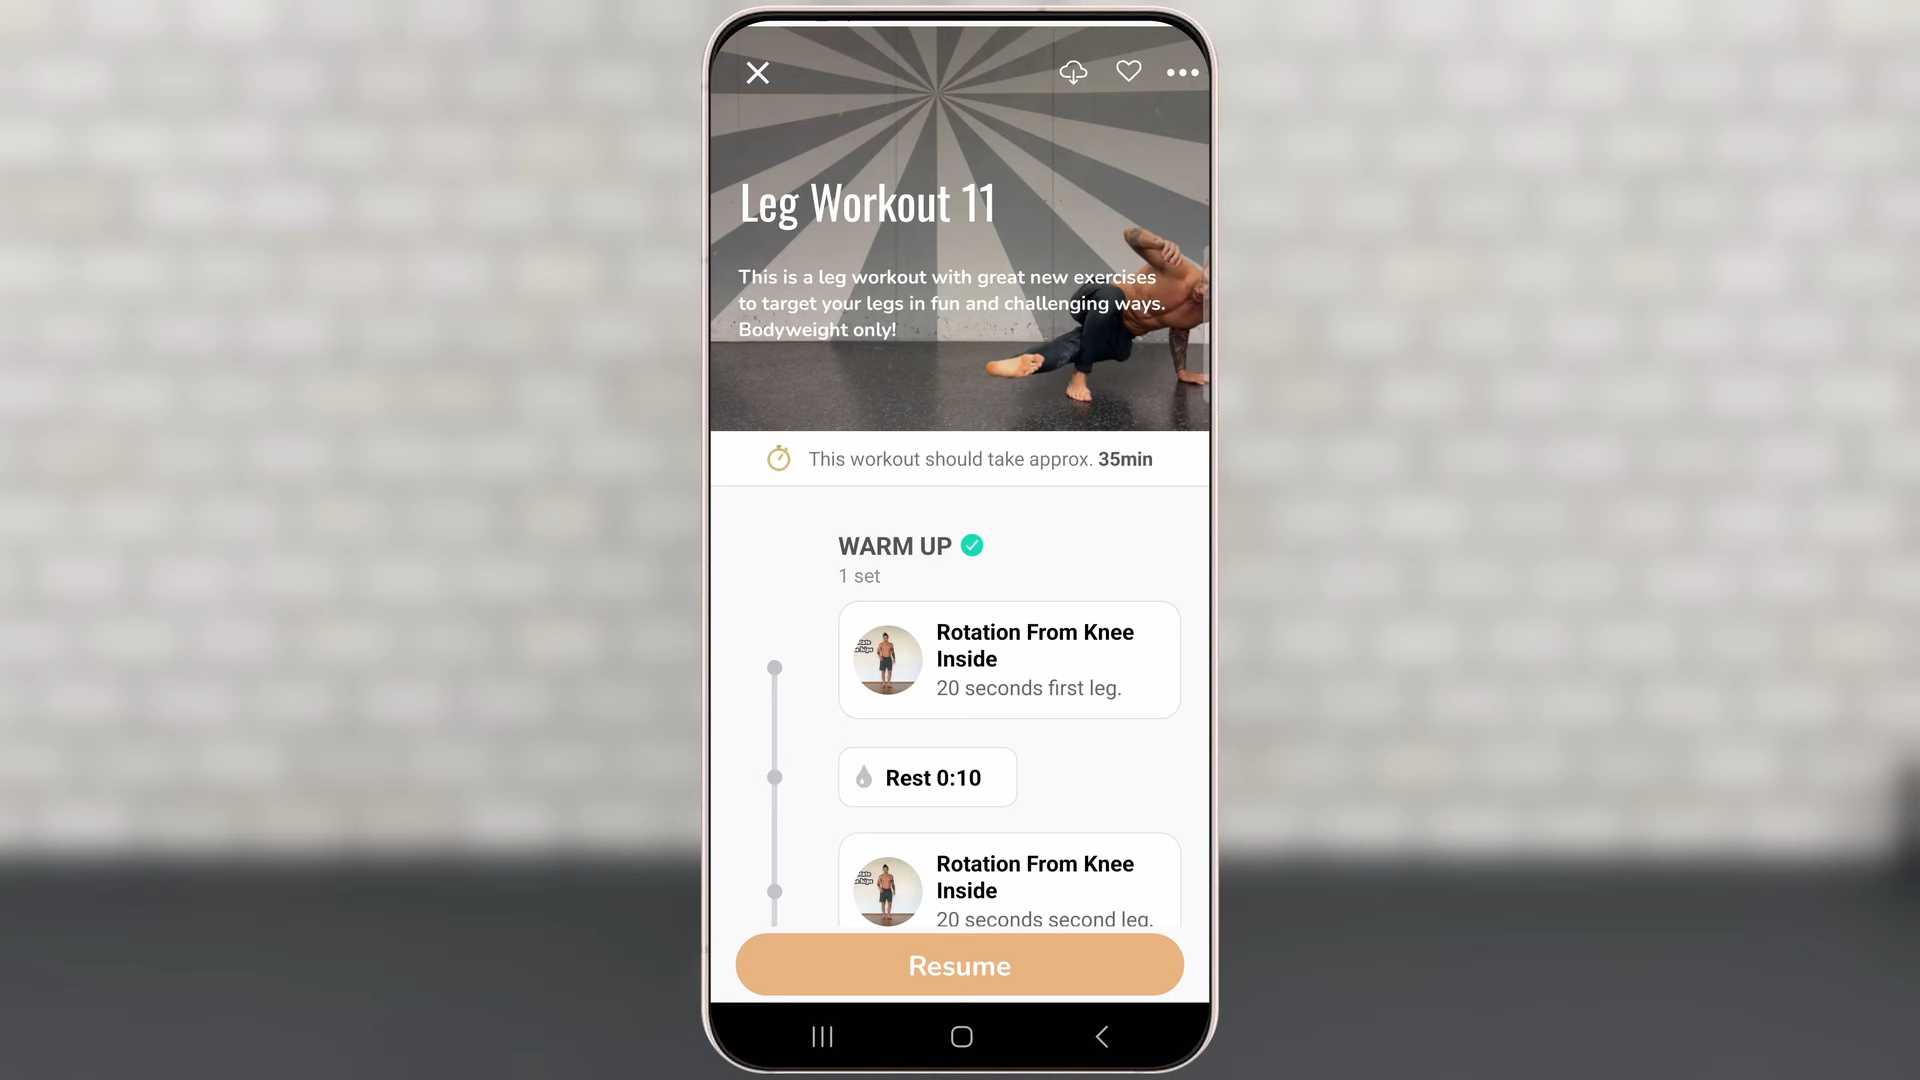 Leg Workout 11
This is a leg workout with great new exercises
to target your legs in fun and challenging ways.
Bodyweight only!
This workout should take approx. 35min
WARM UP
1 set
Rotation From Knee
Inside
20 seconds first leg.
Rest 0:10
Rotation From Knee
Inside
20 seconds second leg.
Resume